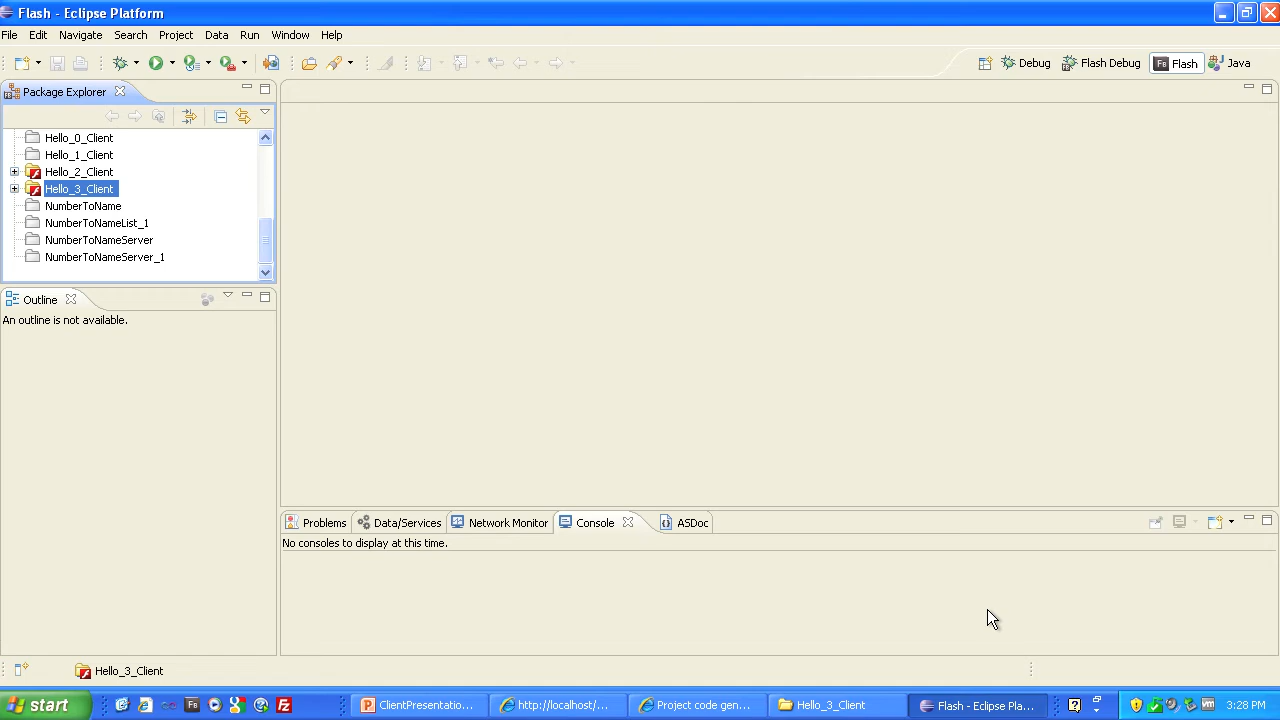 Flash - Eclipse Platform
File Edit Navigate Search Project Data Run Window Help
Debug Flash Debug Fb Flash Java
Package Explorer
Hello_0_Client
Hello_1_Client
Hello_2_Client
Hello_3_Client
NumberToName
NumberToNameList_1
NumberToNameServer
NumberToNameServer_1
Outline
An outline is not available.
Problems Data/Services Network Monitor Console ASDoc
No consoles to display at this time.
Hello_3_Client
start ClientPresentatio... http://localhost/... Project code gen... Hello_3_Client Flash - Eclipse Pla... 3:28 PM